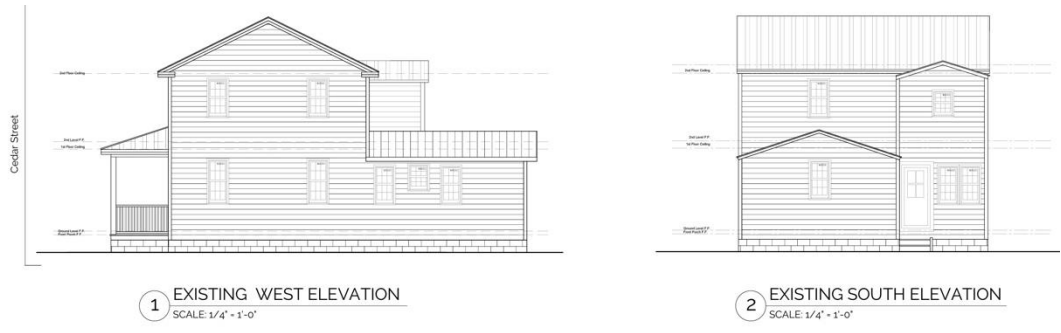 Cedar Street
2nd Floor Ceiling
2nd Level F.F.
1st Floor Ceiling
Ground Level F.F.
Front Porch F.F.
1
EXISTING WEST ELEVATION
SCALE: 1/4" = 1'-0"
2nd Floor Ceiling
2nd Level F.F.
1st Floor Ceiling
Ground Level F.F.
Front Porch F.F.
2
EXISTING SOUTH ELEVATION
SCALE: 1/4" = 1'-0"